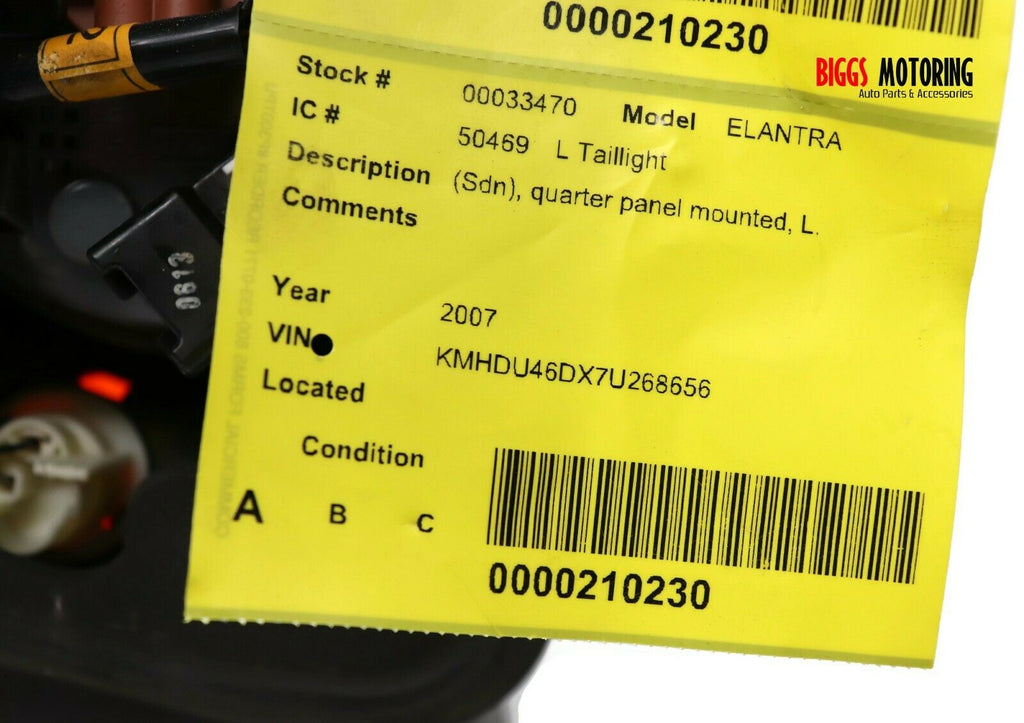 0000210230
BIGGS MOTORING
Auto Parts & Accessories
Stock # 00033470 Model ELANTRA
IC # 50469 L Taillight
Description (Sdn), quarter panel mounted, L.
Comments
Year 2007
VIN KMHDU46DX7U268656
Located
Condition
A B C
0000210230
0613